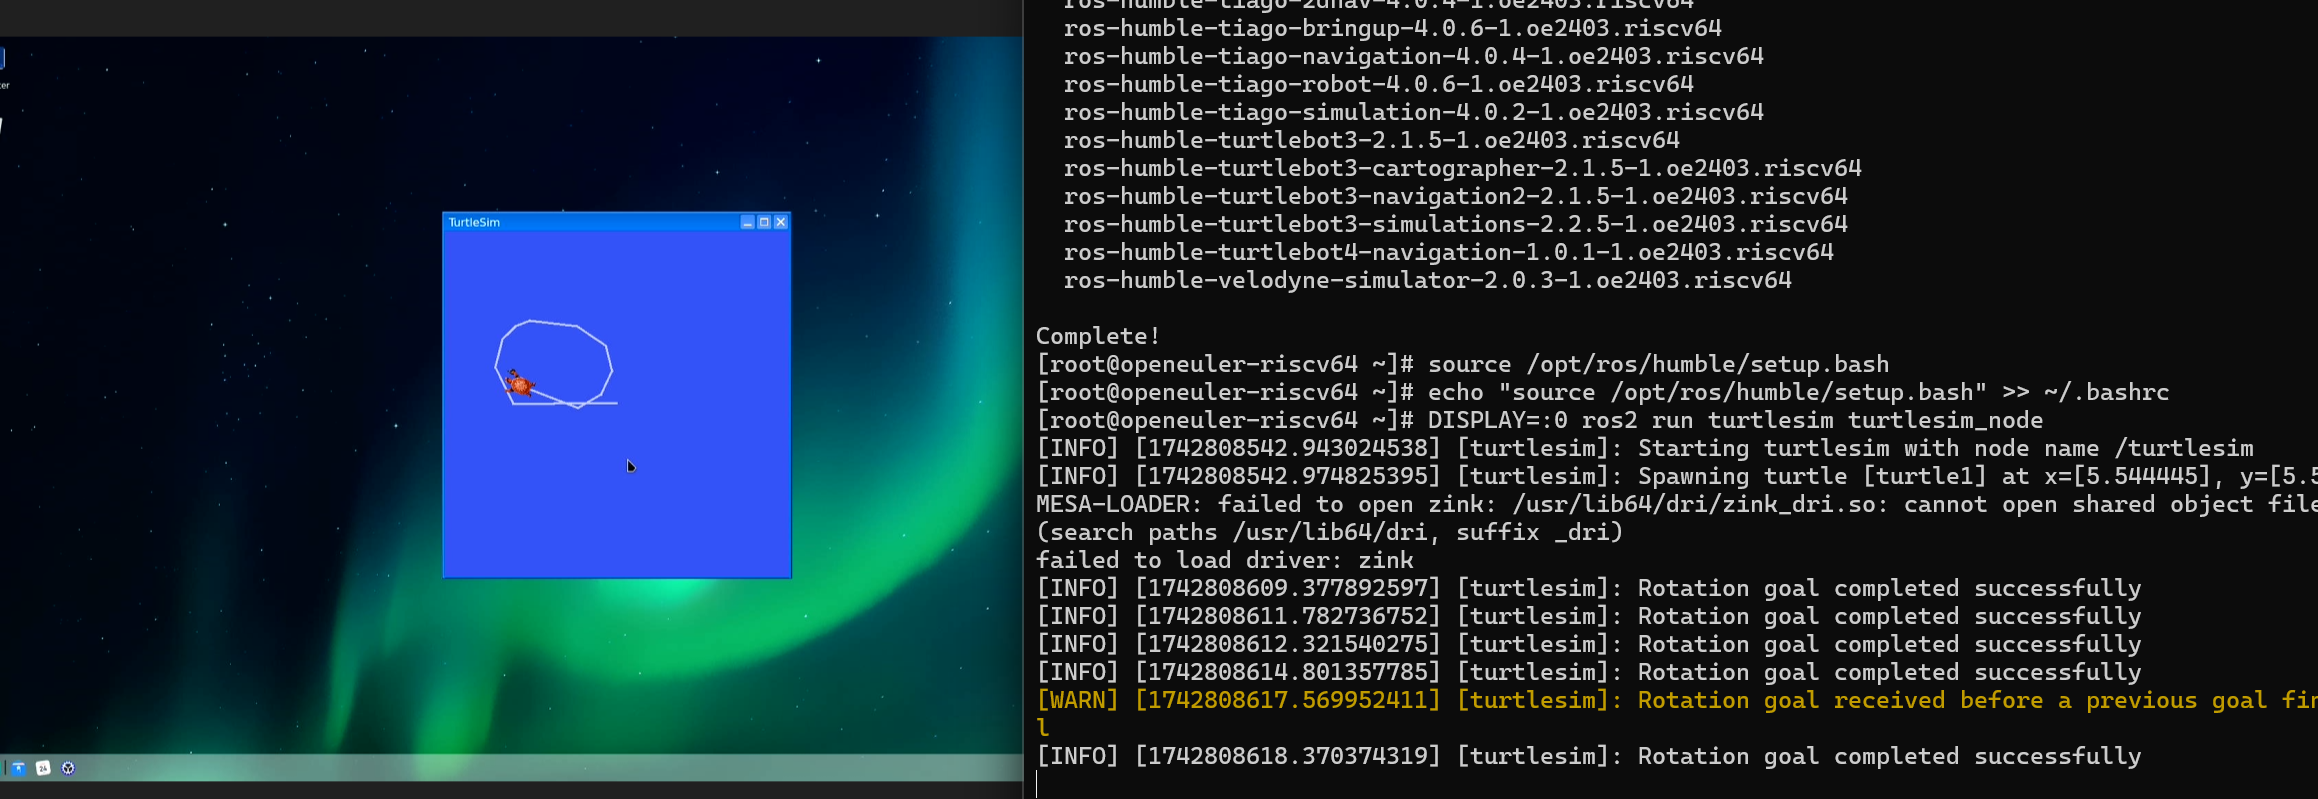 TurtleSim
24
ros-humble-tiago-2dnav-4.0.4-1.oe2403.riscv64
ros-humble-tiago-bringup-4.0.6-1.oe2403.riscv64
ros-humble-tiago-navigation-4.0.4-1.oe2403.riscv64
ros-humble-tiago-robot-4.0.6-1.oe2403.riscv64
ros-humble-tiago-simulation-4.0.2-1.oe2403.riscv64
ros-humble-turtlebot3-2.1.5-1.oe2403.riscv64
ros-humble-turtlebot3-cartographer-2.1.5-1.oe2403.riscv64
ros-humble-turtlebot3-navigation2-2.1.5-1.oe2403.riscv64
ros-humble-turtlebot3-simulations-2.2.5-1.oe2403.riscv64
ros-humble-turtlebot4-navigation-1.0.1-1.oe2403.riscv64
ros-humble-velodyne-simulator-2.0.3-1.oe2403.riscv64
Complete!
[root@openeuler-riscv64 ~]# source /opt/ros/humble/setup.bash
[root@openeuler-riscv64 ~]# echo "source /opt/ros/humble/setup.bash" >> ~/.bashrc
[root@openeuler-riscv64 ~]# DISPLAY=:0 ros2 run turtlesim turtlesim_node
[INFO] [1742808542.943024538] [turtlesim]: Starting turtlesim with node name /turtlesim
[INFO] [1742808542.974825395] [turtlesim]: Spawning turtle [turtle1] at x=[5.544445], y=[5.5
MESA-LOADER: failed to open zink: /usr/lib64/dri/zink_dri.so: cannot open shared object file
(search paths /usr/lib64/dri, suffix _dri)
failed to load driver: zink
[INFO] [1742808609.377892597] [turtlesim]: Rotation goal completed successfully
[INFO] [1742808611.782736752] [turtlesim]: Rotation goal completed successfully
[INFO] [1742808612.321540275] [turtlesim]: Rotation goal completed successfully
[INFO] [1742808614.801357785] [turtlesim]: Rotation goal completed successfully
[WARN] [1742808617.569952411] [turtlesim]: Rotation goal received before a previous goal fin
l
[INFO] [1742808618.370374319] [turtlesim]: Rotation goal completed successfully